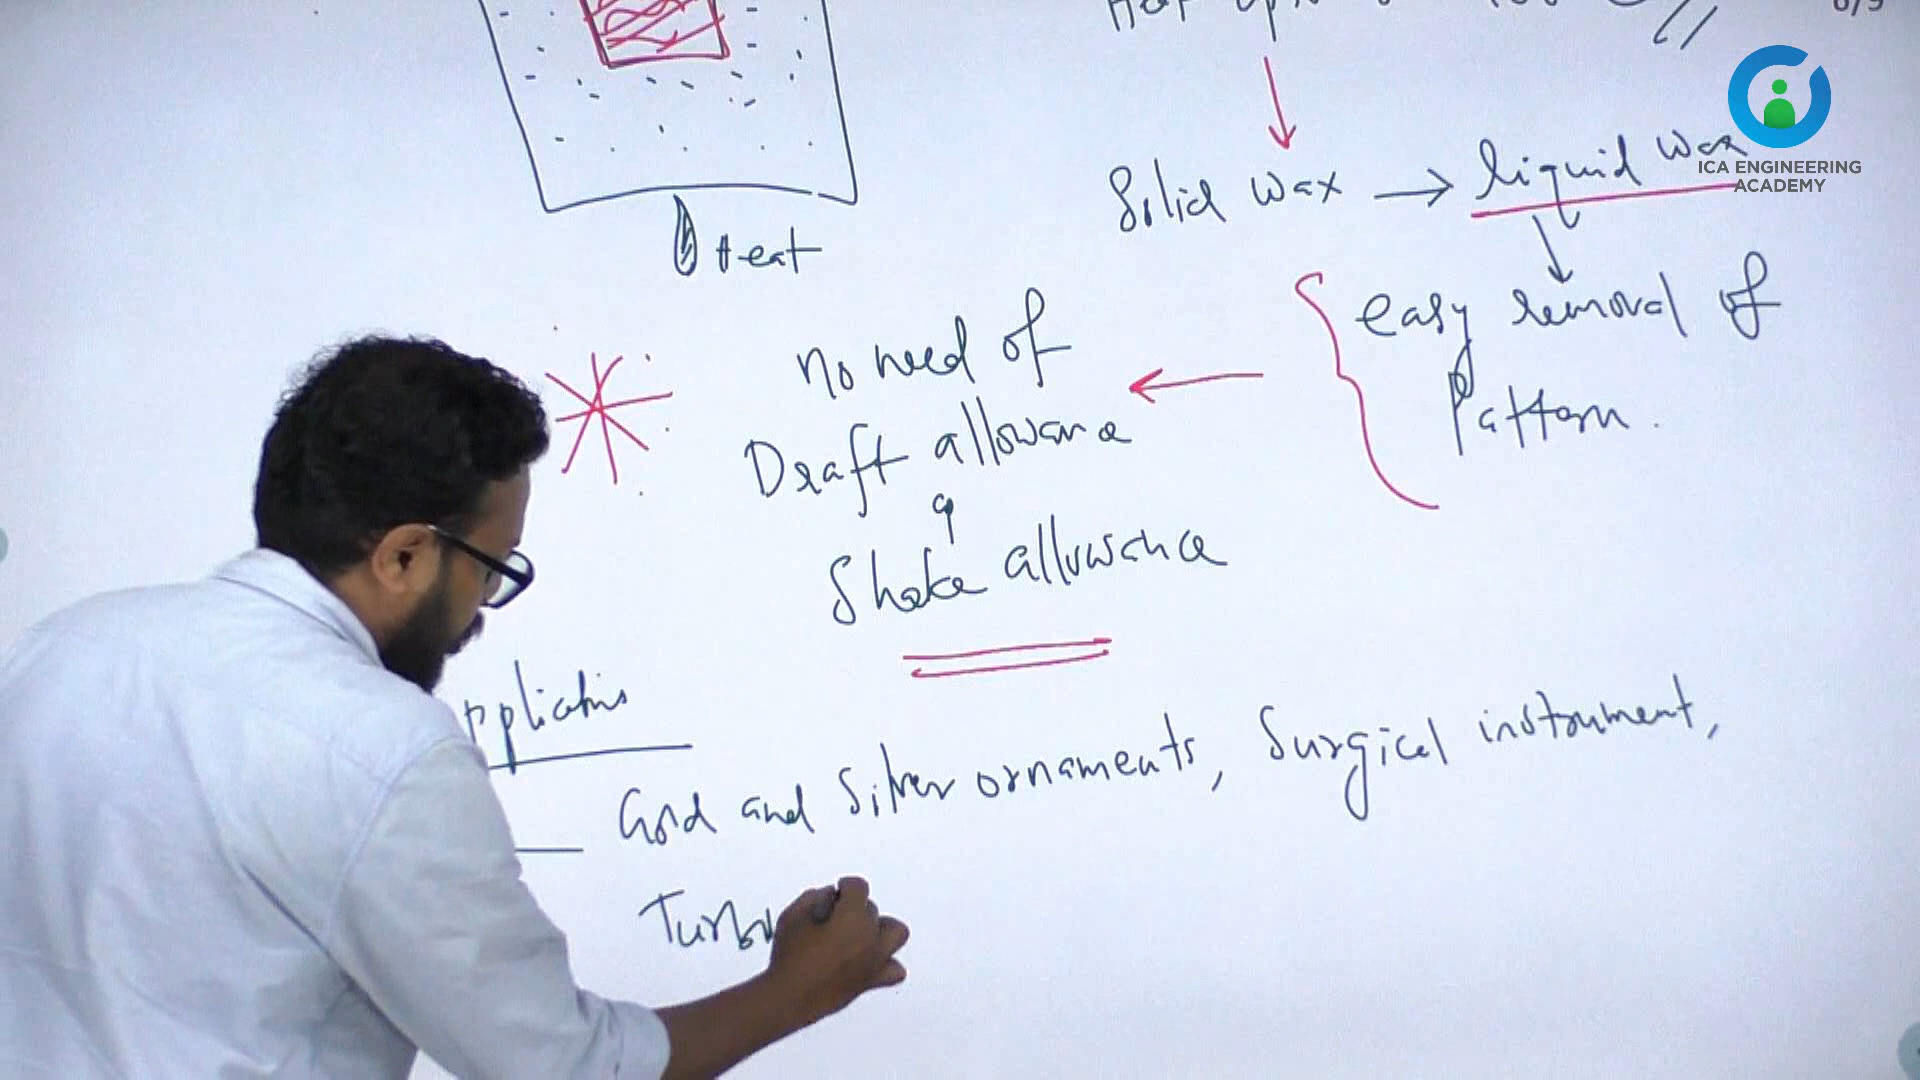 ICA ENGINEERING
ACADEMY
Solid wax → liquid wax
Heat
easy removal of
Pattern.
No need of
Draft allowance
&
Shake allowance
Applications
Gold and Silver ornaments, Surgical instrument,